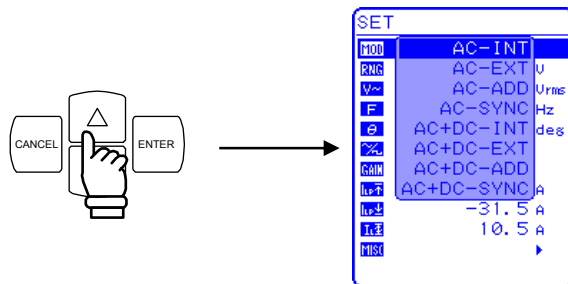 CANCEL
ENTER
SET
MOD AC-INT
RNG AC-EXT V
V~ AC-ADD Vrms
F AC-SYNC Hz
θ AC+DC-INT deg
AC+DC-EXT
GAIN AC+DC-ADD
AC+DC-SYNC A
-31.5 A
10.5 A
MISC